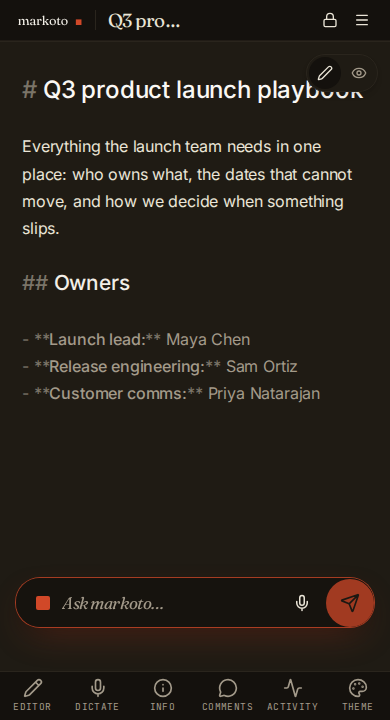 markoto
Q3 pro...
# Q3 product launch playbook
Everything the launch team needs in one
place: who owns what, the dates that cannot
move, and how we decide when something
slips.
## Owners
- **Launch lead:** Maya Chen
- **Release engineering:** Sam Ortiz
- **Customer comms:** Priya Natarajan
Ask markoto...
EDITOR DICTATE INFO COMMENTS ACTIVITY THEME